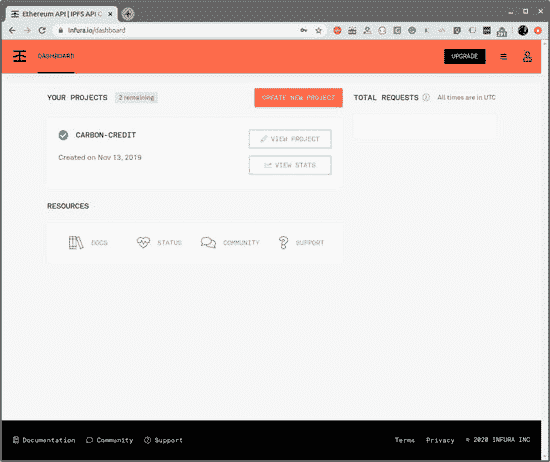 Ethereum API | IPFS API
infura.io/dashboard
DASHBOARD
UPGRADE
YOUR PROJECTS 2 remaining CREATE NEW PROJECT TOTAL REQUESTS All times are in UTC
CARBON-CREDIT
VIEW PROJECT
Created on Nov 13, 2019
VIEW STATS
RESOURCES
DOCS STATUS COMMUNITY SUPPORT
Documentation Community Support Terms Privacy © 2020 INFURA INC